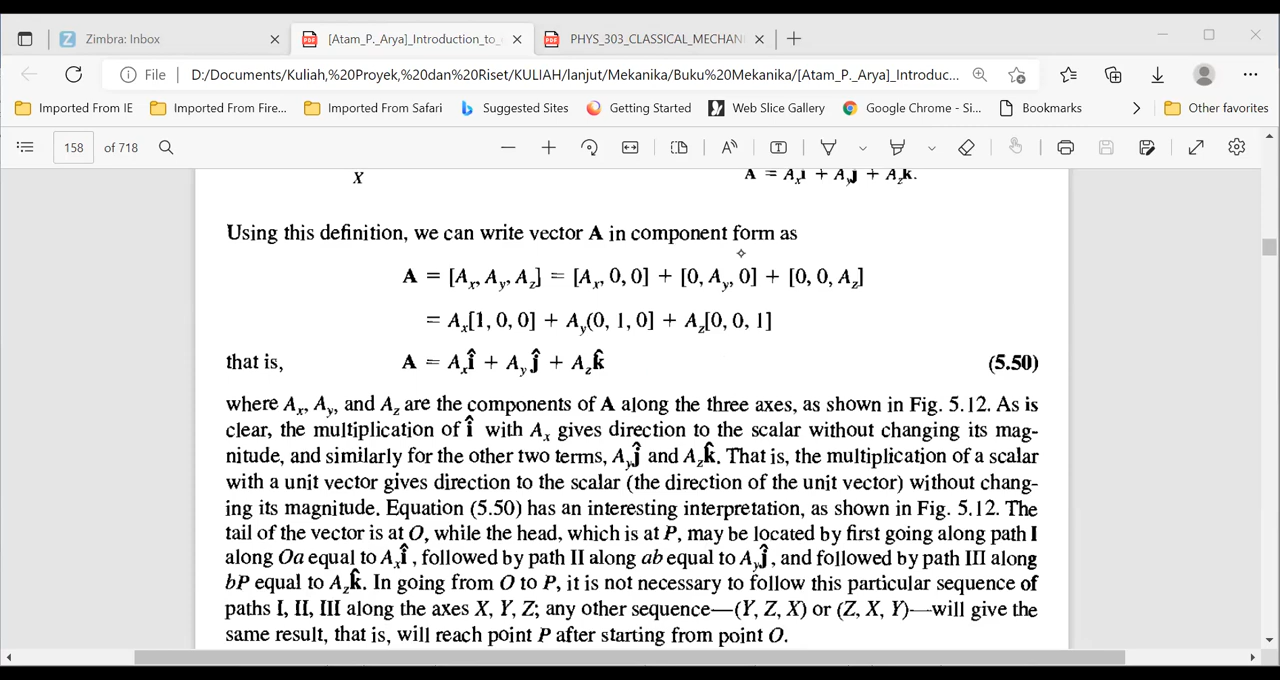 Zimbra: Inbox
[Atam_P._Arya]_Introduction_to_
PHYS_303_CLASSICAL_MECHAN
File
D:/Documents/Kuliah,%20Proyek,%20dan%20Riset/KULIAH/lanjut/Mekanika/Buku%20Mekanika/[Atam_P._Arya]_Introduc...
Imported From IE
Imported From Fire...
Imported From Safari
Suggested Sites
Getting Started
Web Slice Gallery
Google Chrome - Si...
Bookmarks
Other favorites
158 of 718
X
A = Aₓî + Aᵧĵ + A_z k̂.
Using this definition, we can write vector A in component form as
A = [Aₓ, Aᵧ, A_z] = [Aₓ, 0, 0] + [0, Aᵧ, 0] + [0, 0, A_z]
= Aₓ[1, 0, 0] + Aᵧ(0, 1, 0] + A_z[0, 0, 1]
that is, A = Aₓî + Aᵧĵ + A_z k̂ (5.50)
where Aₓ, Aᵧ, and A_z are the components of A along the three axes, as shown in Fig. 5.12. As is
clear, the multiplication of î with Aₓ gives direction to the scalar without changing its mag-
nitude, and similarly for the other two terms, Aᵧĵ and A_z k̂. That is, the multiplication of a scalar
with a unit vector gives direction to the scalar (the direction of the unit vector) without chang-
ing its magnitude. Equation (5.50) has an interesting interpretation, as shown in Fig. 5.12. The
tail of the vector is at O, while the head, which is at P, may be located by first going along path I
along Oa equal to Aₓî, followed by path II along ab equal to Aᵧĵ, and followed by path III along
bP equal to A_z k̂. In going from O to P, it is not necessary to follow this particular sequence of
paths I, II, III along the axes X, Y, Z; any other sequence—(Y, Z, X) or (Z, X, Y)—will give the
same result, that is, will reach point P after starting from point O.